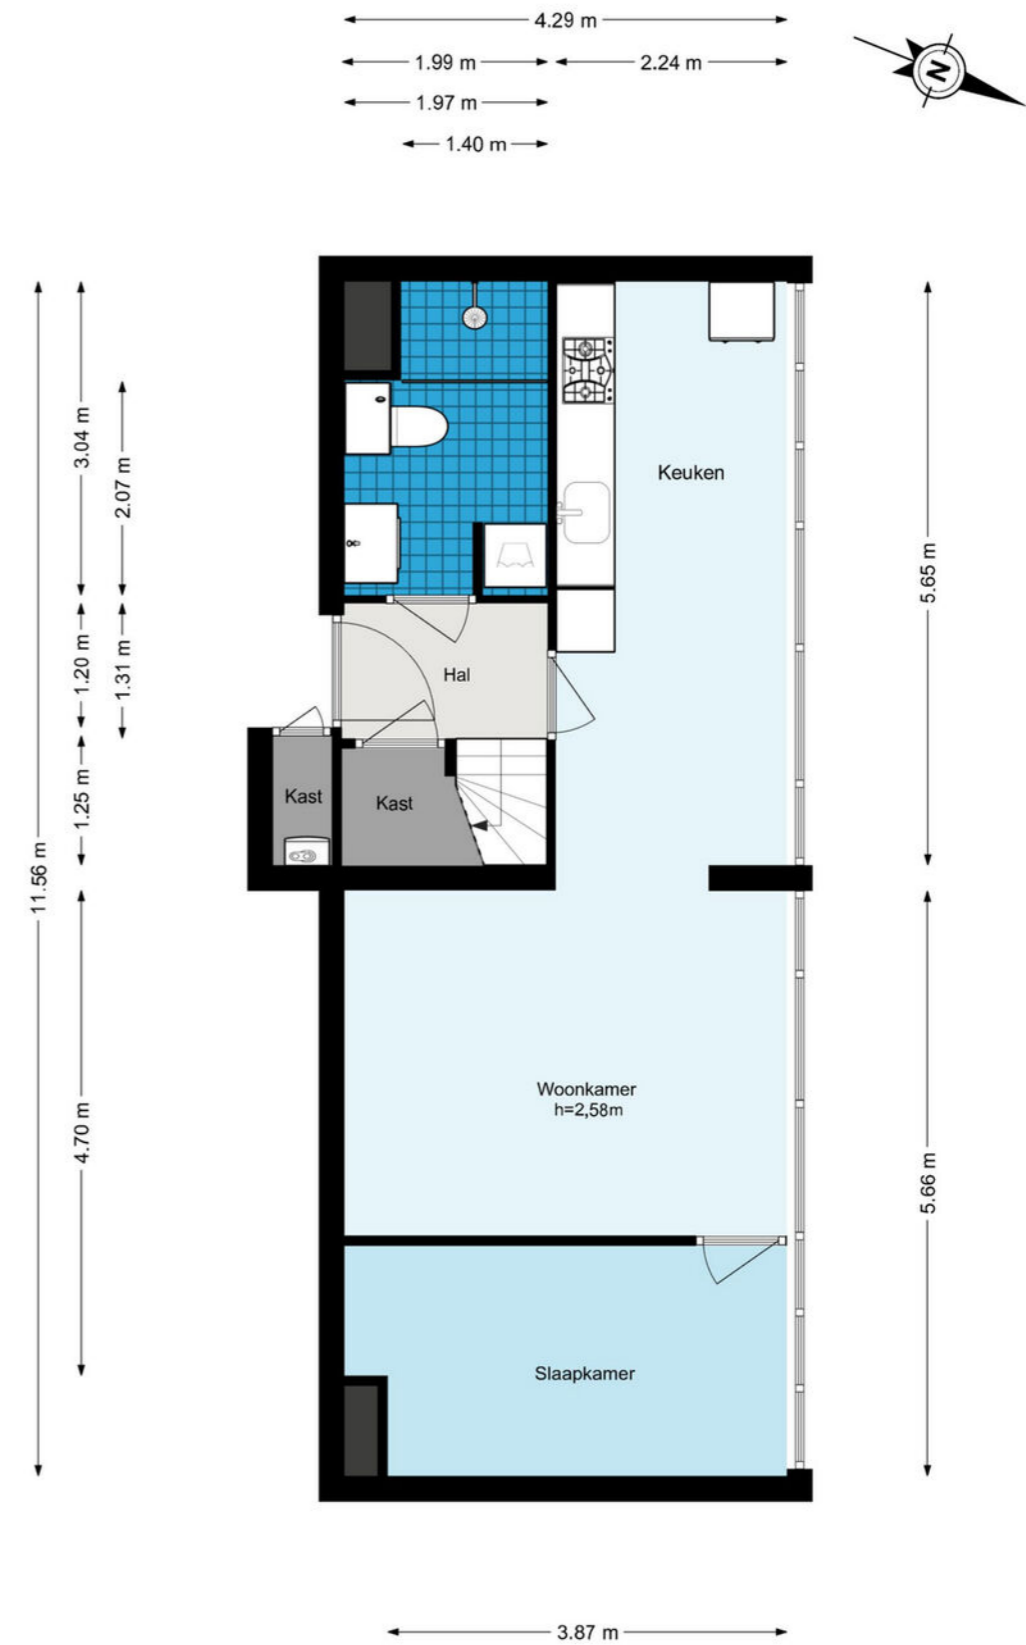 4.29 m
1.99 m
2.24 m
1.97 m
1.40 m
N
3.04 m
2.07 m
Keuken
5.65 m
1.20 m
1.31 m
Hal
1.25 m
Kast
Kast
11.56 m
4.70 m
Woonkamer
h=2,58m
5.66 m
Slaapkamer
3.87 m